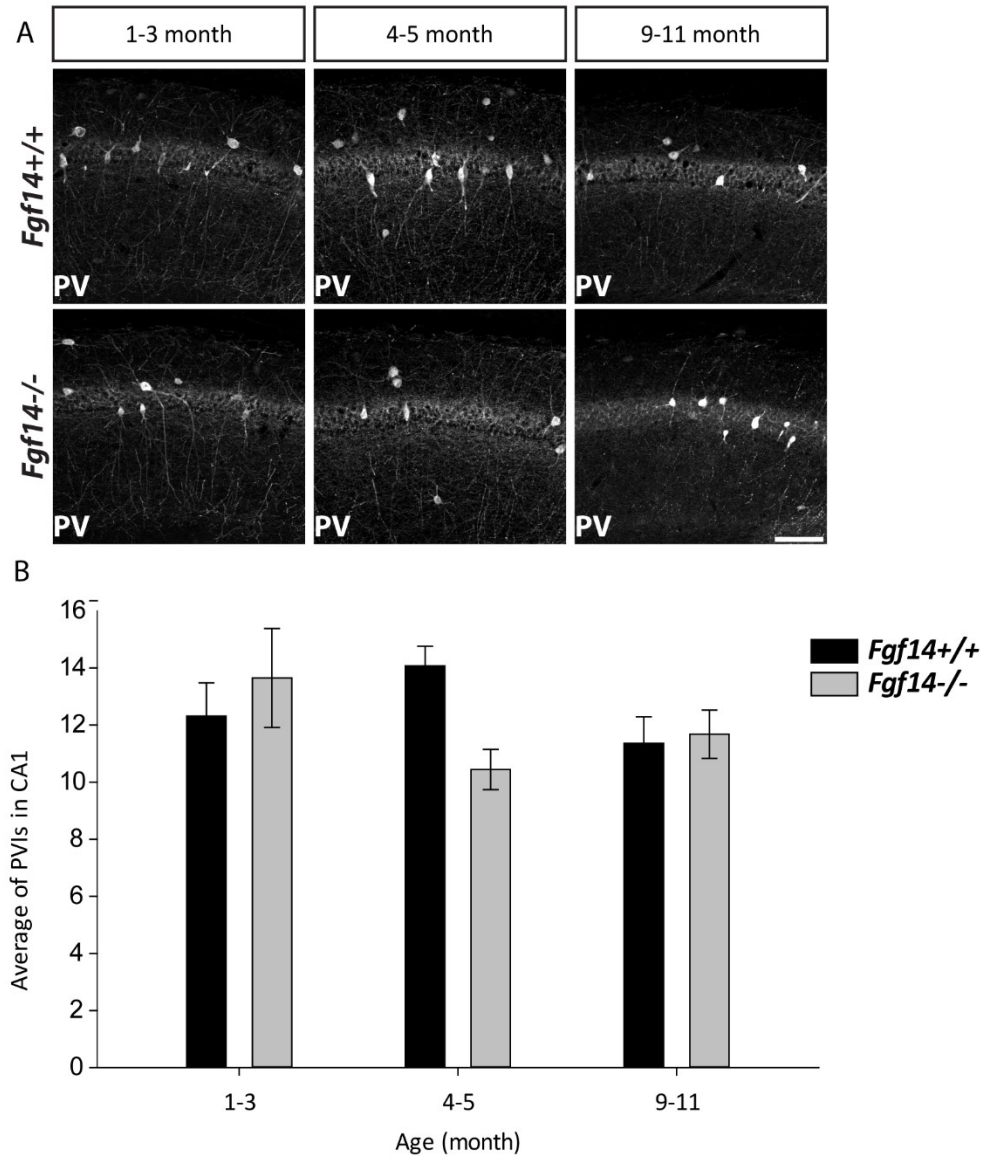 A
1-3 month
4-5 month
9-11 month
Fgf14+/+
PV
PV
PV
Fgf14-/-
PV
PV
PV
B
16
14
12
10
8
6
4
2
0
Average of PVIs in CA1
1-3
4-5
9-11
Age (month)
Fgf14+/+
Fgf14-/-